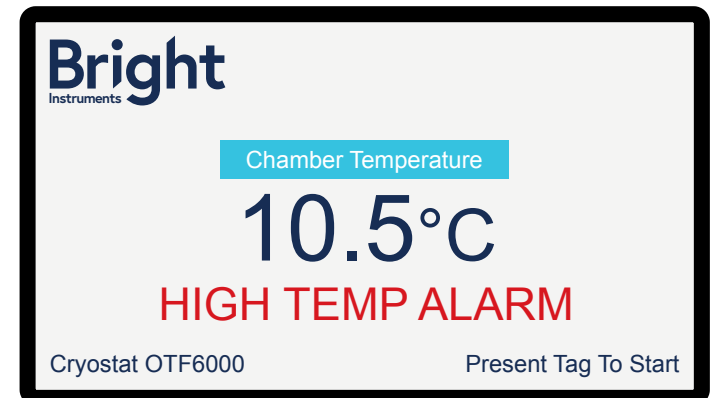 Bright
Instruments
Chamber Temperature
10.5°C
HIGH TEMP ALARM
Cryostat OTF6000
Present Tag To Start